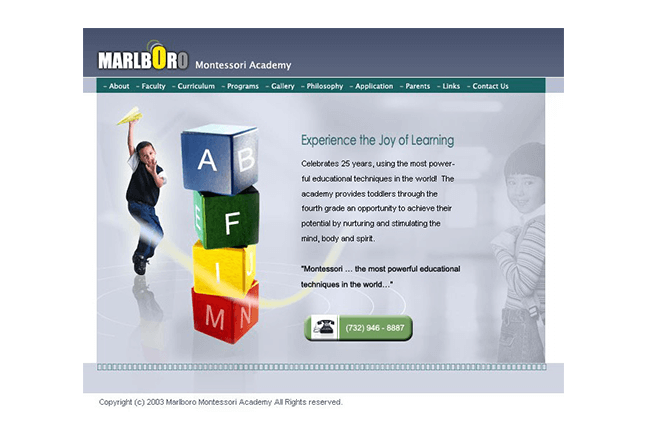 MARLBORO Montessori Academy
~ About ~ Faculty ~ Curriculum ~ Programs ~ Gallery ~ Philosophy ~ Application ~ Parents ~ Links ~ Contact Us
Experience the Joy of Learning
Celebrates 25 years, using the most power-
ful educational techniques in the world! The
academy provides toddlers through the
fourth grade an opportunity to achieve their
potential by nurturing and stimulating the
mind, body and spirit.
"Montessori ... the most powerful educational
techniques in the world..."
(732) 946 - 8887
A B
E F
I U
M N
Copyright (c) 2003 Marlboro Montessori Academy All Rights reserved.